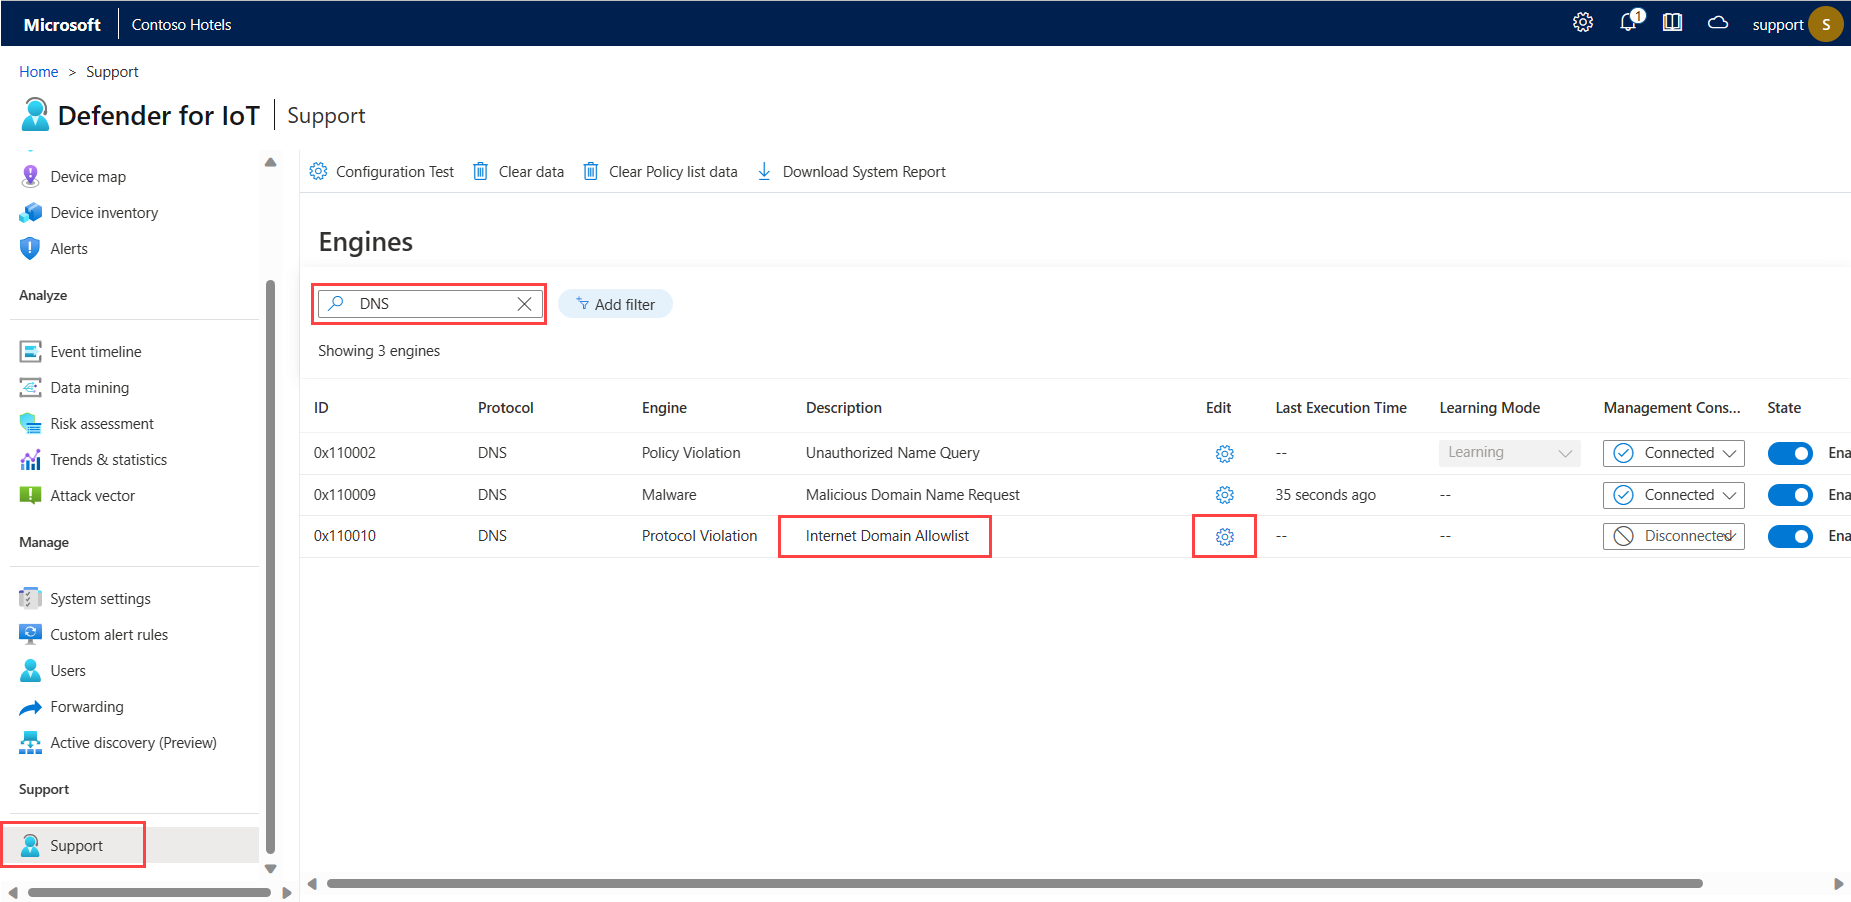 Microsoft | Contoso Hotels 1 support S
Home > Support
Defender for IoT | Support
Device map
Device inventory
Alerts
Analyze
Event timeline
Data mining
Risk assessment
Trends & statistics
Attack vector
Manage
System settings
Custom alert rules
Users
Forwarding
Active discovery (Preview)
Support
Support
Configuration Test Clear data Clear Policy list data Download System Report
Engines
DNS Add filter
Showing 3 engines
ID Protocol Engine Description Edit Last Execution Time Learning Mode Management Cons... State
0x110002 DNS Policy Violation Unauthorized Name Query -- Learning Connected Ena
0x110009 DNS Malware Malicious Domain Name Request 35 seconds ago -- Connected Ena
0x110010 DNS Protocol Violation Internet Domain Allowlist -- -- Disconnected Ena